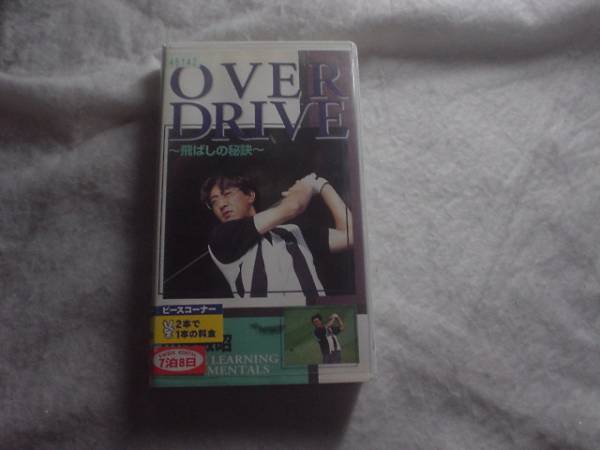 OVER
DRIVE
～飛ばしの秘訣～
ピースコーナー
2本で
1本の料金
7泊8日
LEARNING
MENTALS